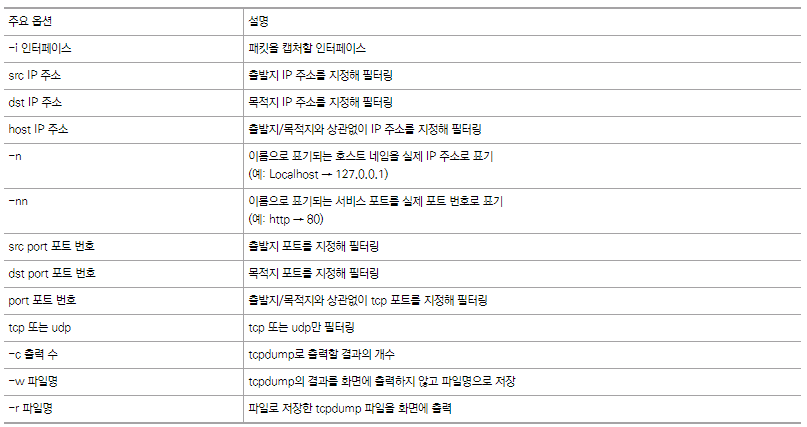 주요 옵션 설명
-i 인터페이스 패킷을 캡처할 인터페이스
src IP 주소 출발지 IP 주소를 지정해 필터링
dst IP 주소 목적지 IP 주소를 지정해 필터링
host IP 주소 출발지/목적지와 상관없이 IP 주소를 지정해 필터링
-n 이름으로 표기되는 호스트 네임을 실제 IP 주소로 표기
(예: Localhost → 127.0.0.1)
-nn 이름으로 표기되는 서비스 포트를 실제 포트 번호로 표기
(예: http → 80)
src port 포트 번호 출발지 포트를 지정해 필터링
dst port 포트 번호 목적지 포트를 지정해 필터링
port 포트 번호 출발지/목적지와 상관없이 tcp 포트를 지정해 필터링
tcp 또는 udp tcp 또는 udp만 필터링
-c 출력 수 tcpdump로 출력할 결과의 개수
-w 파일명 tcpdump의 결과를 화면에 출력하지 않고 파일명으로 저장
-r 파일명 파일로 저장한 tcpdump 파일을 화면에 출력